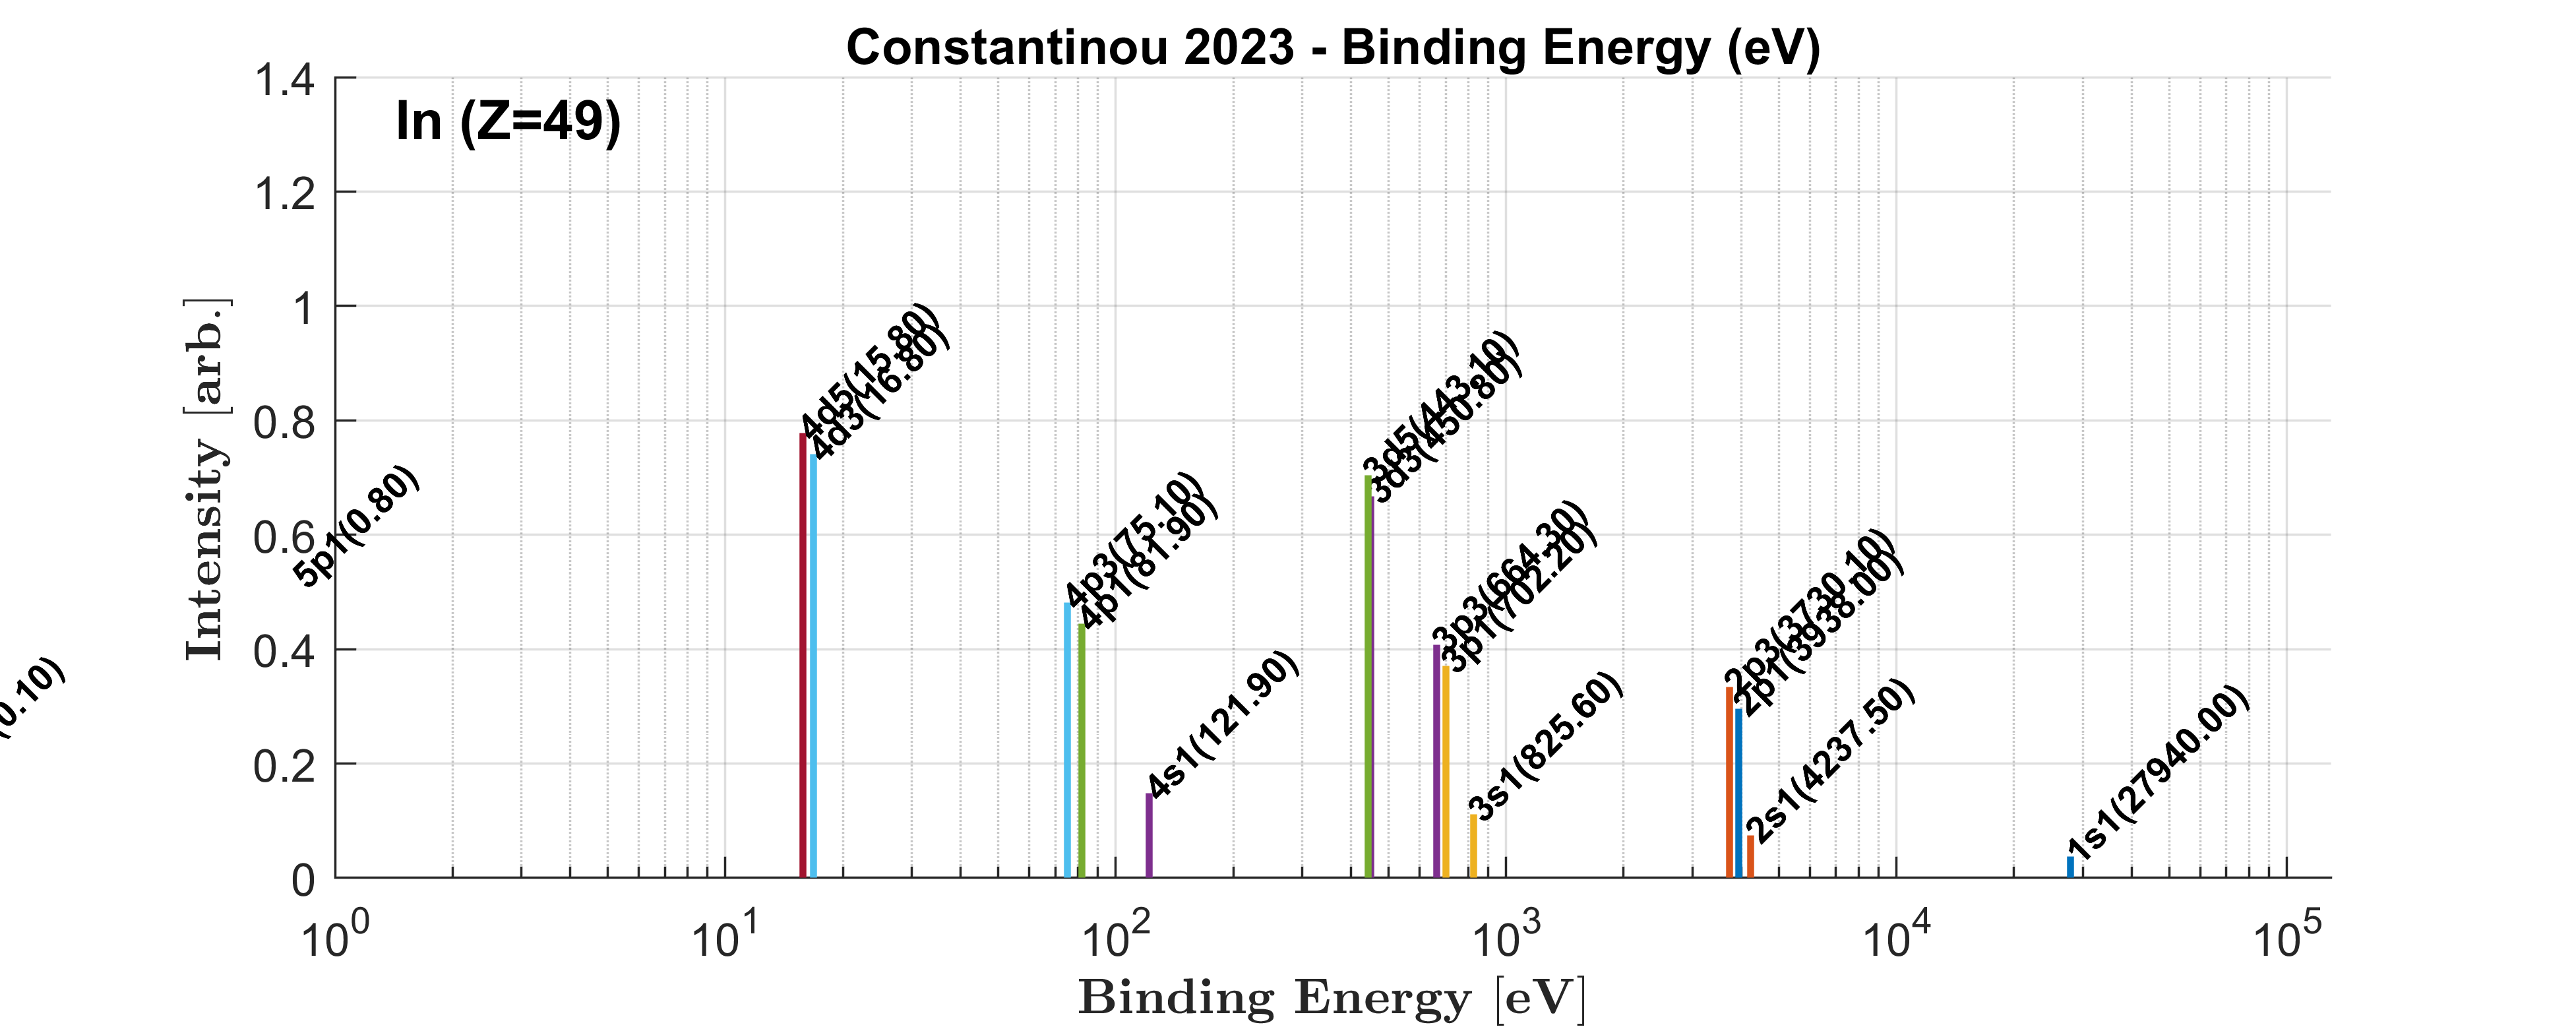 Constantinou 2023 - Binding Energy (eV)
In (Z=49)
1.4
1.2
1
0.8
0.6
0.4
0.2
0
Intensity [arb.]
0.10)
5p1(0.80)
4d5(15.80)
4d3(16.80)
4p3(75.10)
4p1(81.90)
4s1(121.90)
3d5(443.10)
3d3(450.80)
3p3(664.30)
3p1(702.20)
3s1(825.60)
2p3(3730.10)
2p1(3938.00)
2s1(4237.50)
1s1(27940.00)
10^0 10^1 10^2 10^3 10^4 10^5
Binding Energy [eV]